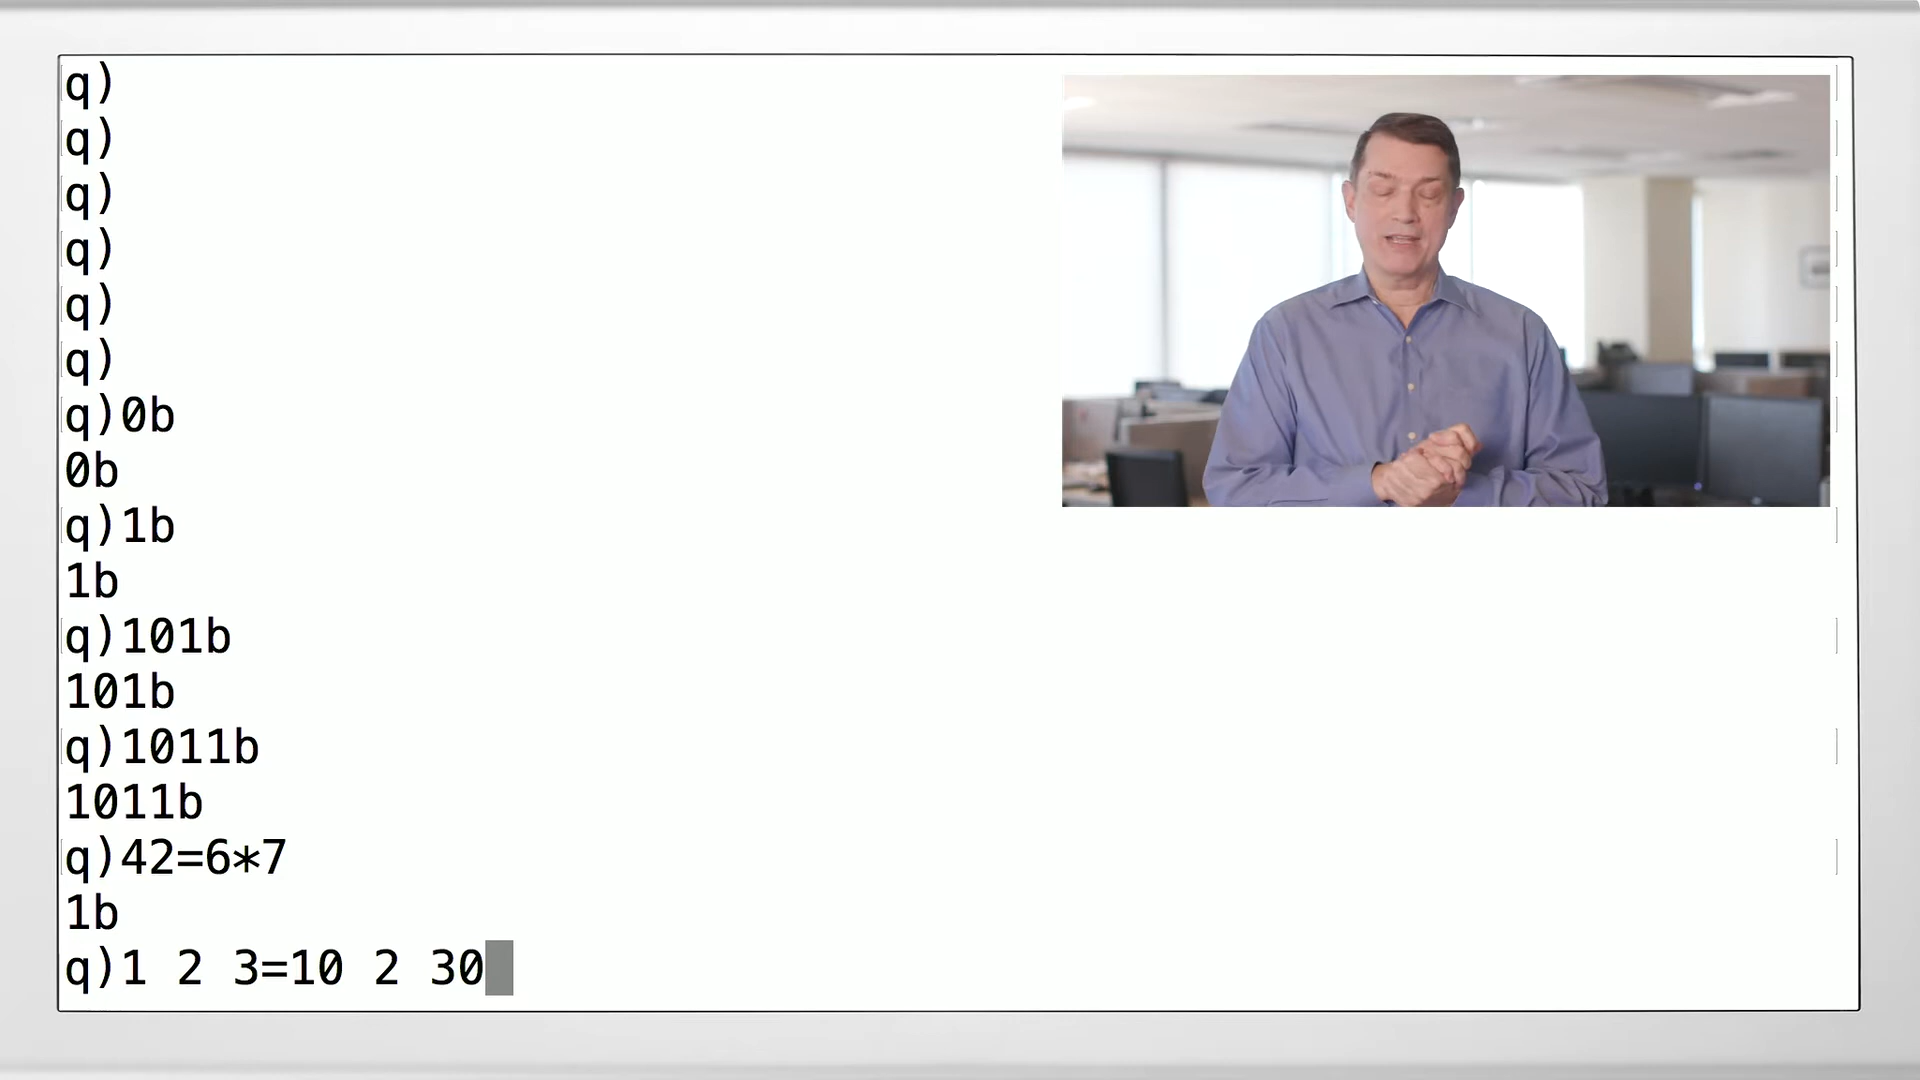 q)
q)
q)
q)
q)
q)
q)0b
0b
q)1b
1b
q)101b
101b
q)1011b
1011b
q)42=6*7
1b
q)1 2 3=10 2 30